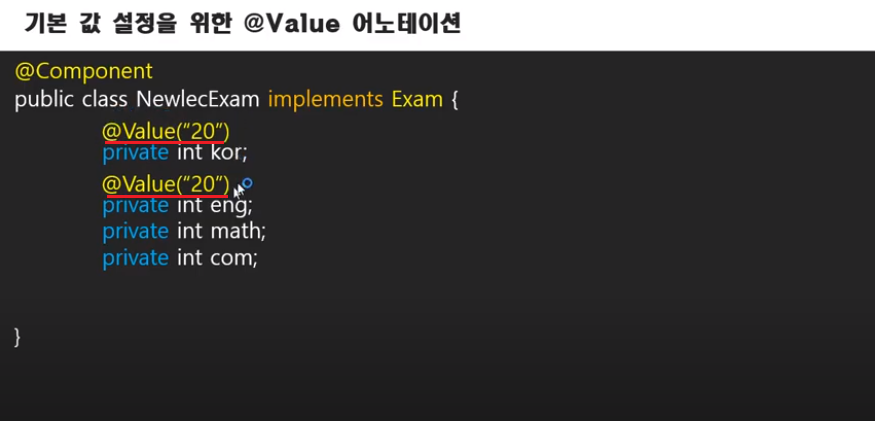 기본 값 설정을 위한 @Value 어노테이션
@Component
public class NewlecExam implements Exam {
@Value(“20”)
private int kor;
@Value(“20”)
private int eng;
private int math;
private int com;
}